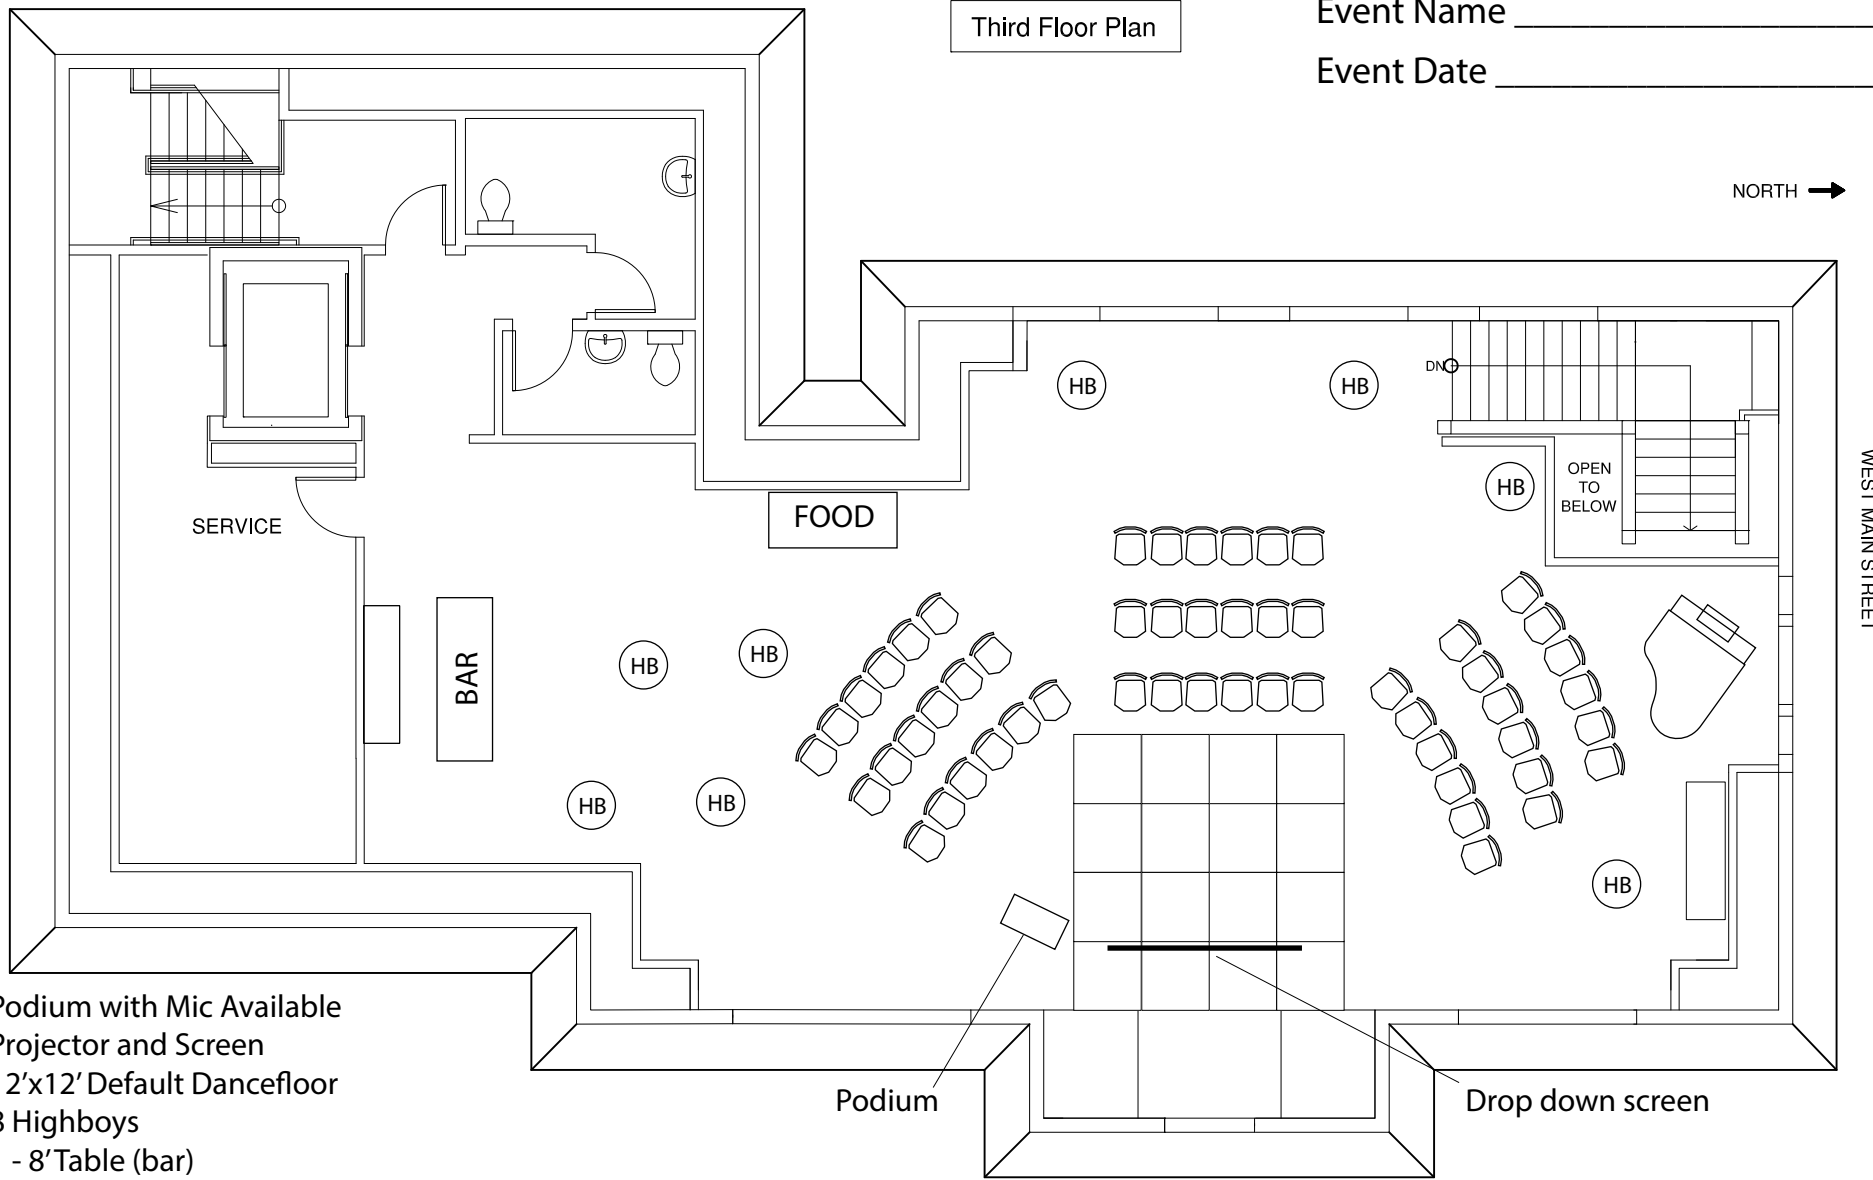 Third Floor Plan
Event Name ____________________
Event Date ____________________
NORTH
WEST MAIN STREET
DN
HB
HB
HB
OPEN
TO
BELOW
SERVICE
FOOD
BAR
HB
HB
HB
HB
HB
Podium with Mic Available
Projector and Screen
2’x12’ Default Dancefloor
Highboys
- 8’ Table (bar)
Podium
Drop down screen